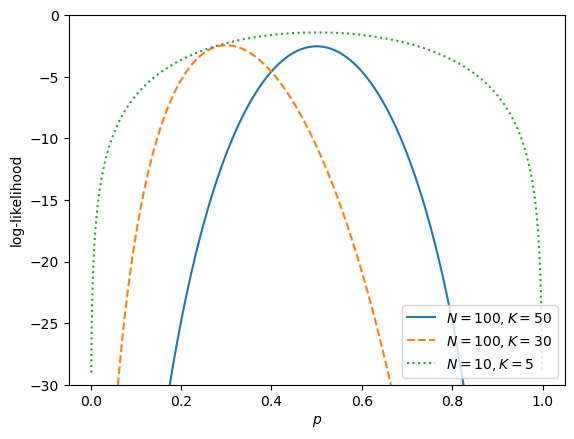 0
−5
−10
−15
−20
−25
−30
log-likelihood
0.0 0.2 0.4 0.6 0.8 1.0
p
N = 100, K = 50
N = 100, K = 30
N = 10, K = 5